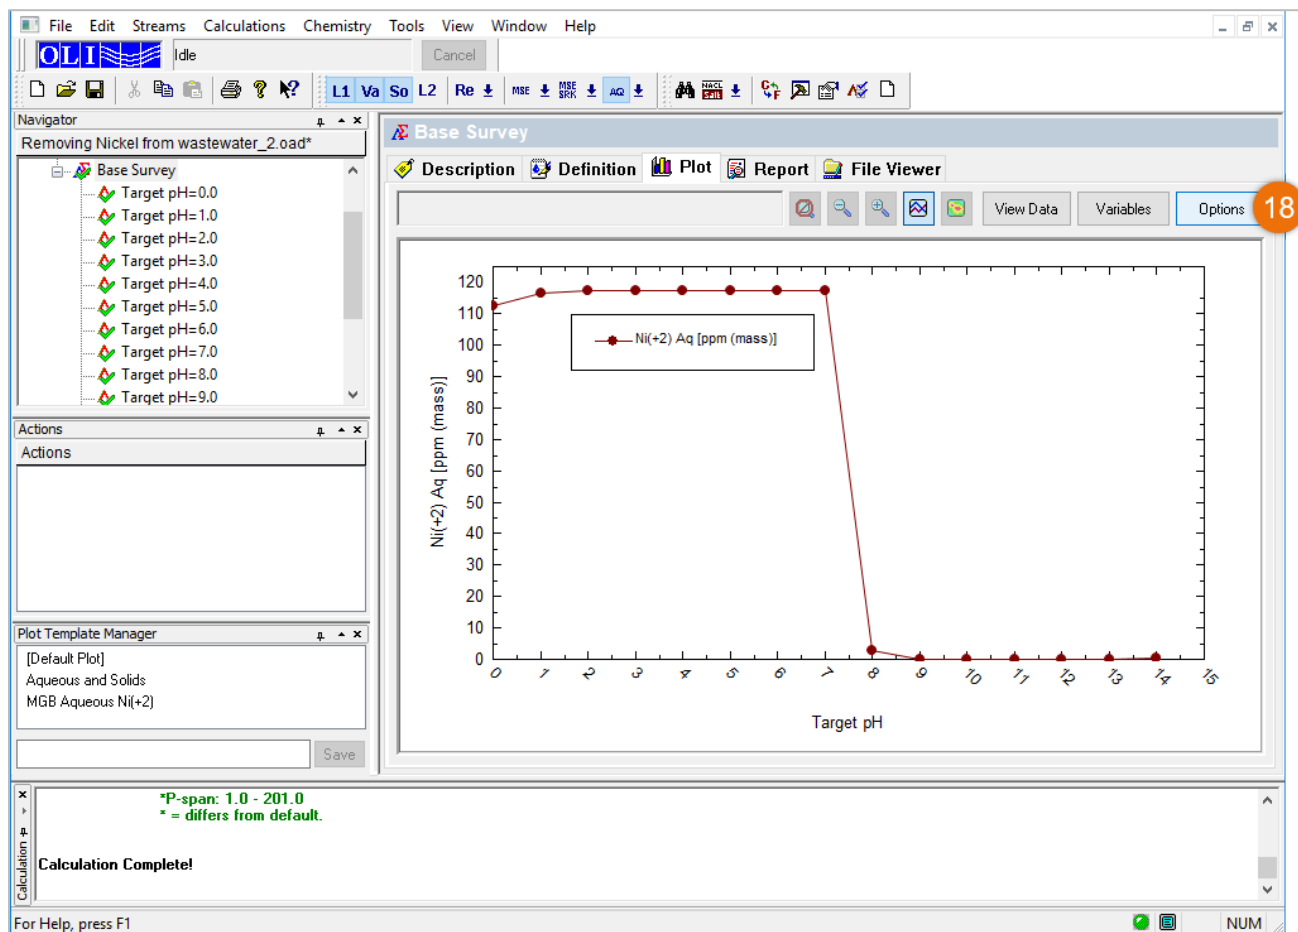 File Edit Streams Calculations Chemistry Tools View Window Help
OLI Idle Cancel
L1 Va So L2 Re MSE MSE SRK AQ NACL Salt C F
Navigator
Removing Nickel from wastewater_2.oad*
Base Survey
Target pH=0.0
Target pH=1.0
Target pH=2.0
Target pH=3.0
Target pH=4.0
Target pH=5.0
Target pH=6.0
Target pH=7.0
Target pH=8.0
Target pH=9.0
Actions
Actions
Plot Template Manager
[Default Plot]
Aqueous and Solids
MGB Aqueous Ni(+2)
Save
Base Survey
Description Definition Plot Report File Viewer
View Data Variables Options 18
120
110
100
90
80
70
60
50
40
30
20
10
0
Ni(+2) Aq [ppm (mass)]
Ni(+2) Aq [ppm (mass)]
0 1 2 3 4 5 6 7 8 9 10 11 12 13 14 15
Target pH
Calculation
*P-span: 1.0 - 201.0
* = differs from default.
Calculation Complete!
For Help, press F1 NUM